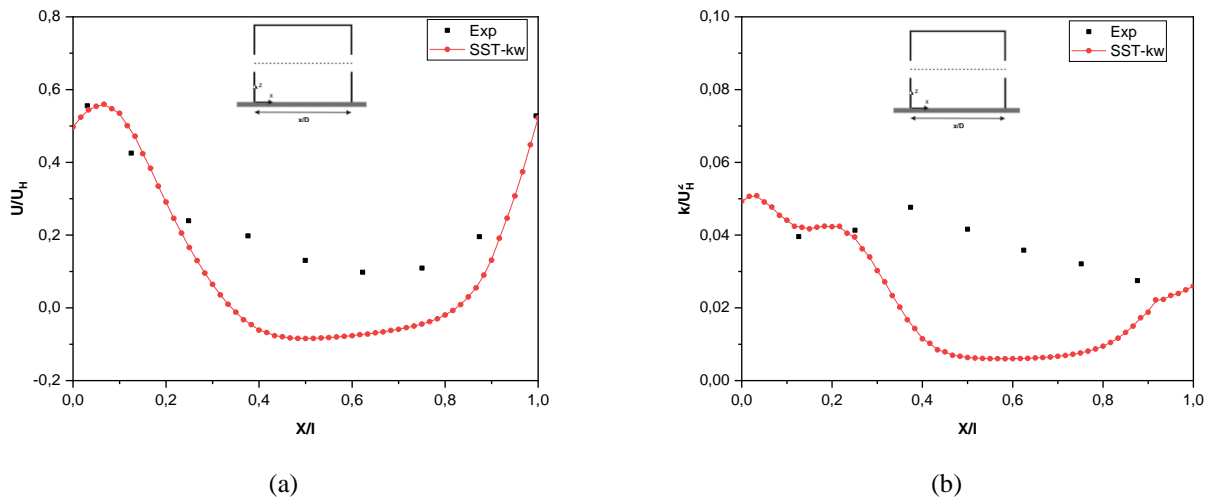 0,8
0,6
0,4
0,2
0,0
-0,2
U/U_H
Exp
SST-kw
z
x
x/D
0,0 0,2 0,4 0,6 0,8 1,0
X/l
(a)
0,10
0,08
0,06
0,04
0,02
0,00
k/U_H^2
Exp
SST-kw
z
x
x/D
0,0 0,2 0,4 0,6 0,8 1,0
X/l
(b)